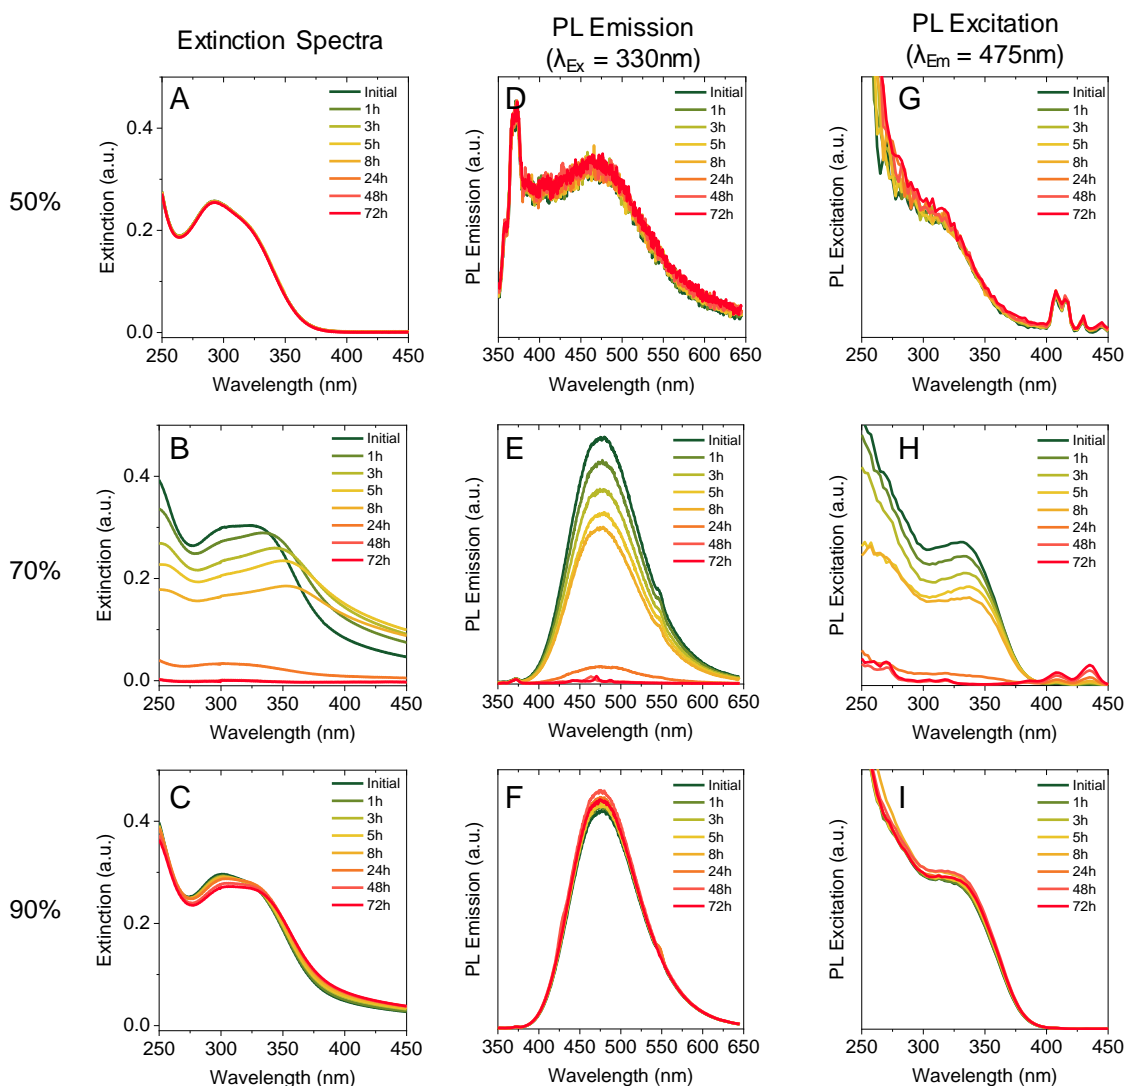 Extinction Spectra
PL Emission
(λEx = 330nm)
PL Excitation
(λEm = 475nm)
50%
A
Initial
1h
3h
5h
8h
24h
48h
72h
0.4
0.2
0.0
Extinction (a.u.)
250 300 350 400 450
Wavelength (nm)
D
Initial
1h
3h
5h
8h
24h
48h
72h
PL Emission (a.u.)
350 400 450 500 550 600 650
Wavelength (nm)
G
Initial
1h
3h
5h
8h
24h
48h
72h
PL Excitation (a.u.)
250 300 350 400 450
Wavelength (nm)
70%
B
Initial
1h
3h
5h
8h
24h
48h
72h
0.4
0.2
0.0
Extinction (a.u.)
250 300 350 400 450
Wavelength (nm)
E
Initial
1h
3h
5h
8h
24h
48h
72h
PL Emission (a.u.)
350 400 450 500 550 600 650
Wavelength (nm)
H
Initial
1h
3h
5h
8h
24h
48h
72h
PL Excitation (a.u.)
250 300 350 400 450
Wavelength (nm)
90%
C
Initial
1h
3h
5h
8h
24h
48h
72h
0.4
0.2
0.0
Extinction (a.u.)
250 300 350 400 450
Wavelength (nm)
F
Initial
1h
3h
5h
8h
24h
48h
72h
PL Emission (a.u.)
350 400 450 500 550 600 650
Wavelength (nm)
I
Initial
1h
3h
5h
8h
24h
48h
72h
PL Excitation (a.u.)
250 300 350 400 450
Wavelength (nm)